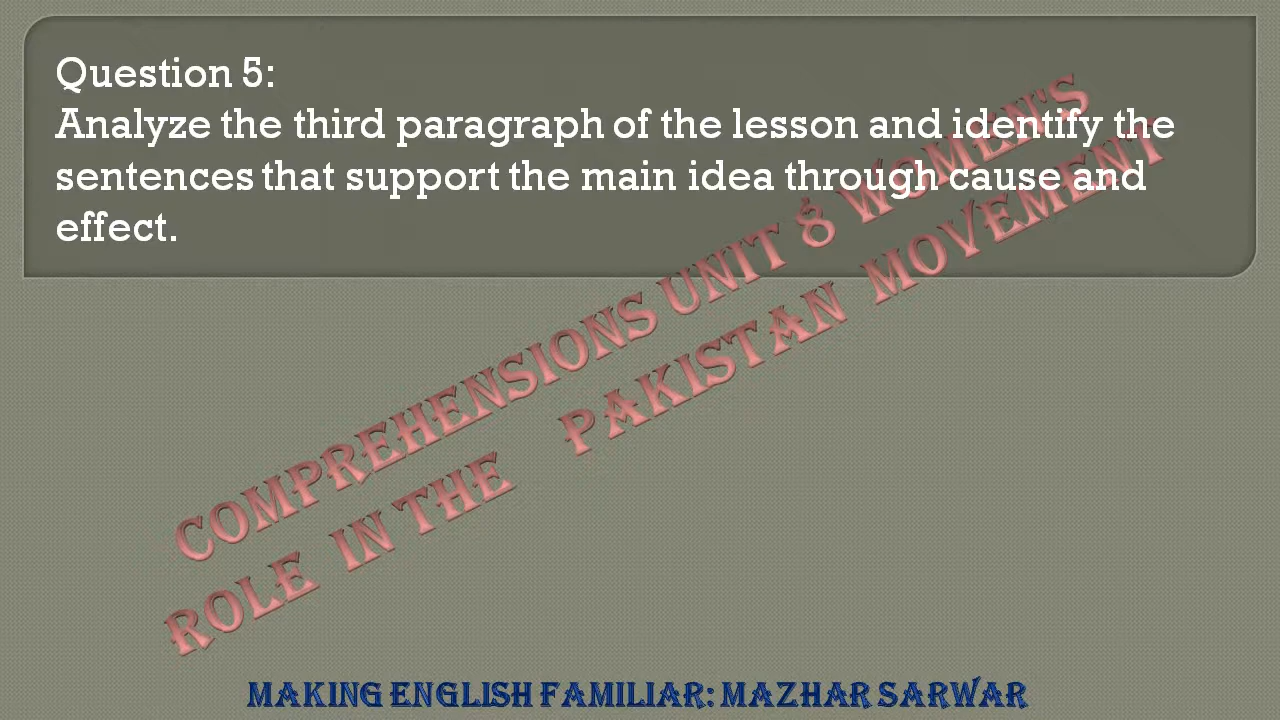 Question 5:
Analyze the third paragraph of the lesson and identify the
sentences that support the main idea through cause and
effect.
COMPREHENSIONS UNIT 8 WOMEN'S
ROLE IN THE PAKISTAN MOVEMENT
MAKING ENGLISH FAMILIAR: MAZHAR SARWAR